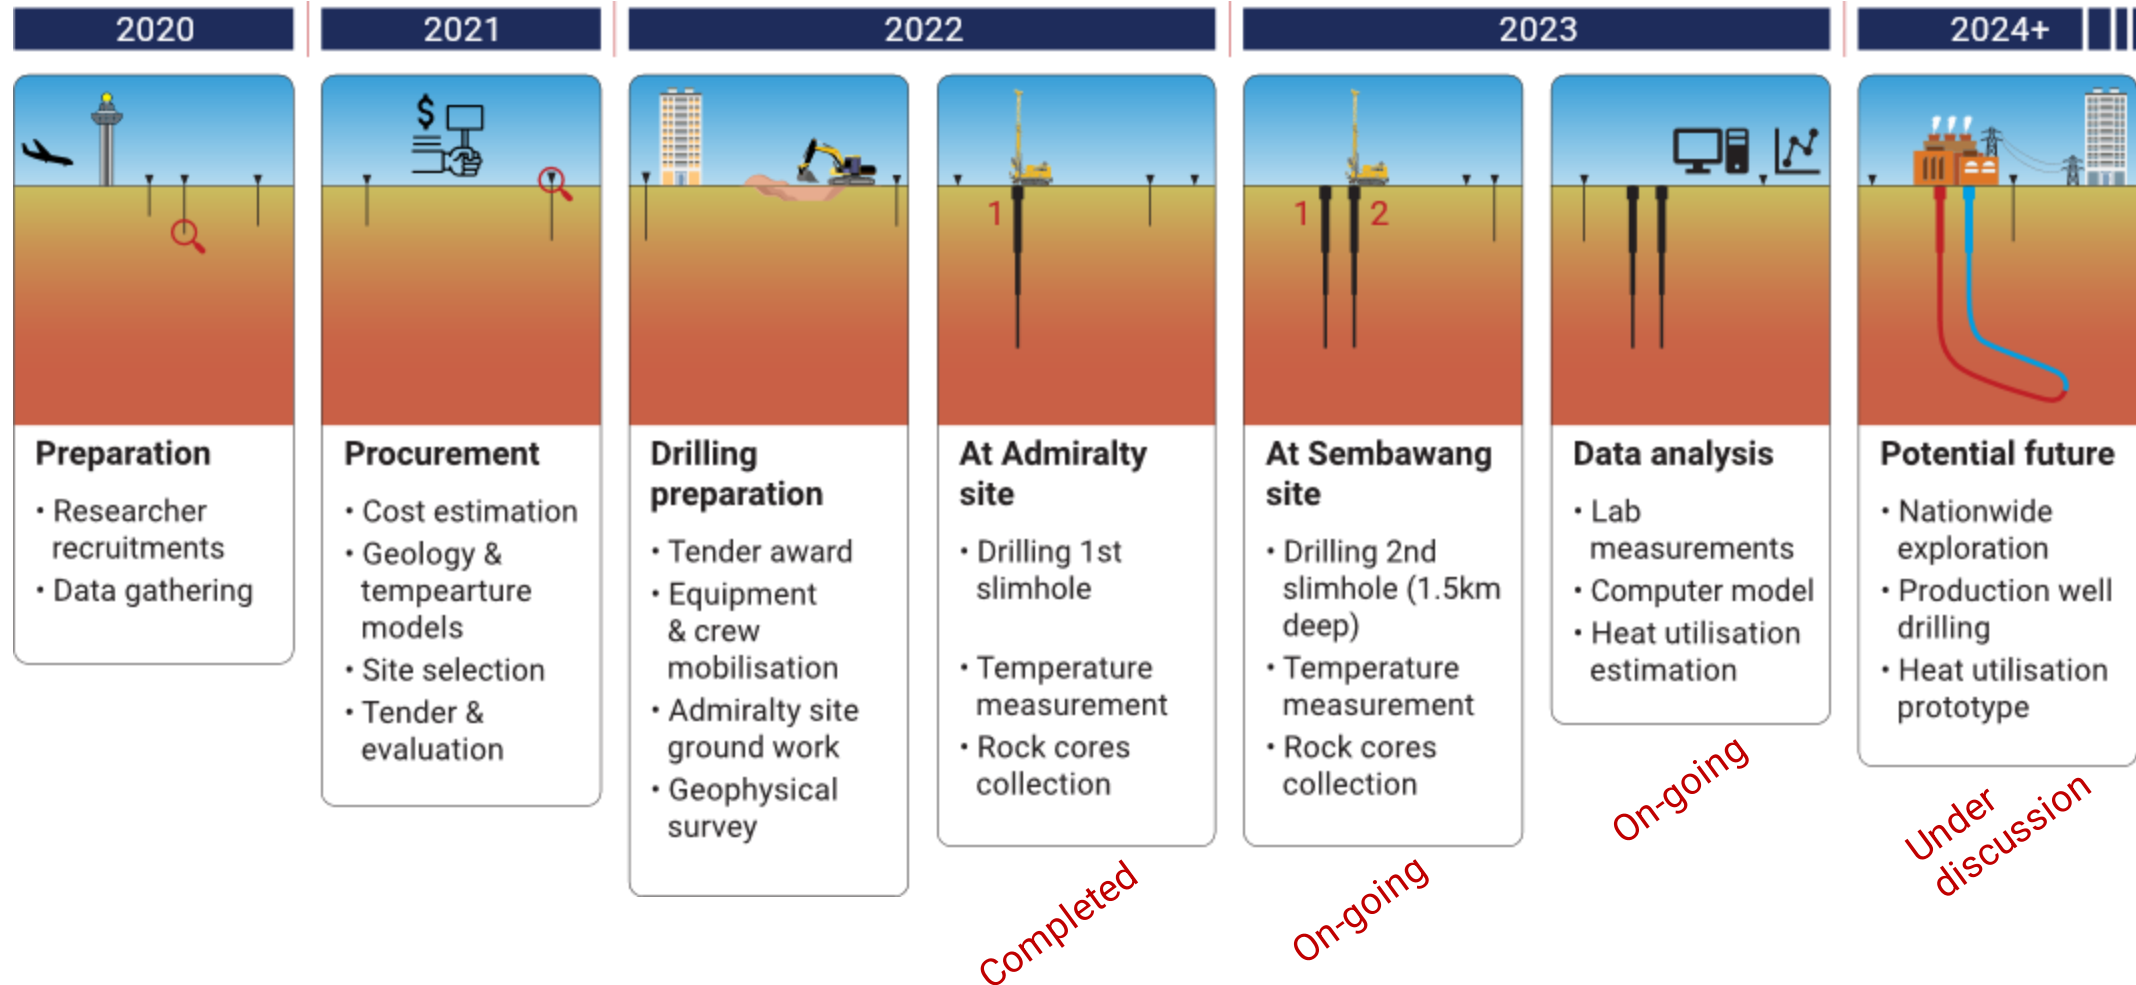 2020
2021
2022
2023
2024+
$
1
1
2
Preparation
• Researcher
recruitments
• Data gathering
Procurement
• Cost estimation
• Geology &
tempearture
models
• Site selection
• Tender &
evaluation
Drilling
preparation
• Tender award
• Equipment
& crew
mobilisation
• Admiralty site
ground work
• Geophysical
survey
At Admiralty
site
• Drilling 1st
slimhole
• Temperature
measurement
• Rock cores
collection
Completed
At Sembawang
site
• Drilling 2nd
slimhole (1.5km
deep)
• Temperature
measurement
• Rock cores
collection
On-going
Data analysis
• Lab
measurements
• Computer model
• Heat utilisation
estimation
On-going
Potential future
• Nationwide
exploration
• Production well
drilling
• Heat utilisation
prototype
Under
discussion